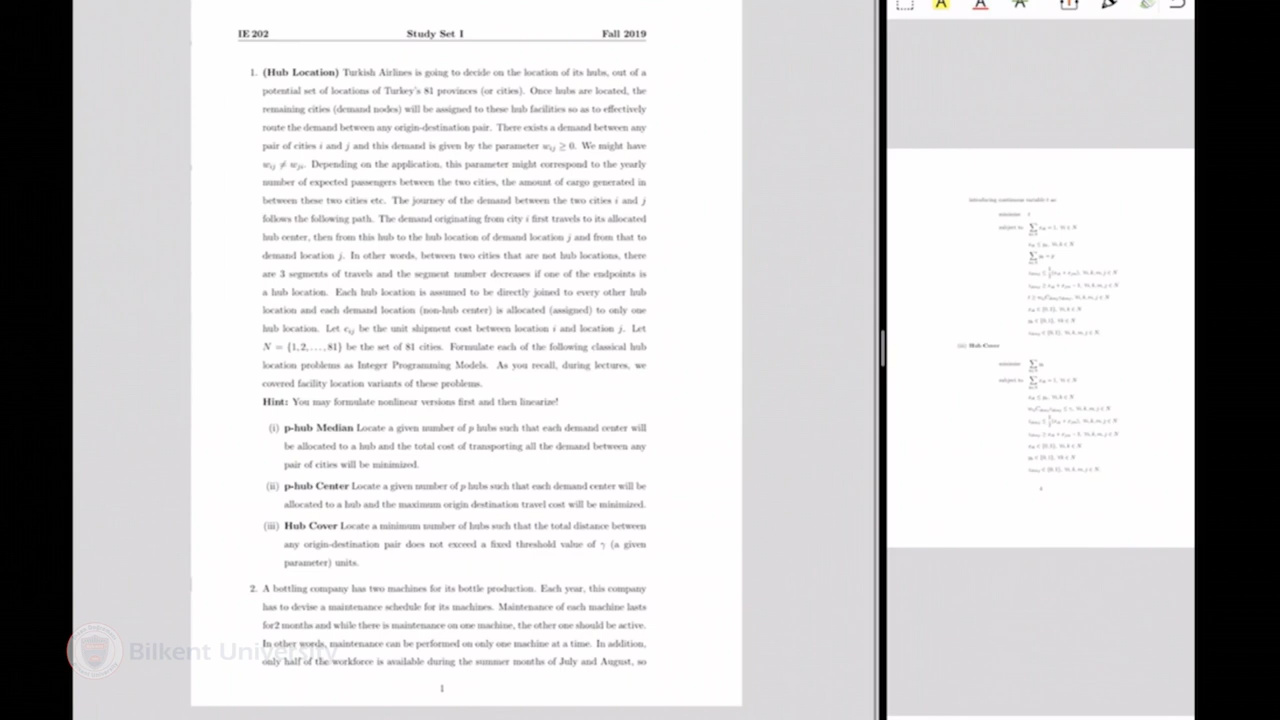 IE 202 Study Set I Fall 2019
1. (Hub Location) Turkish Airlines is going to decide on the location of its hubs, out of a
potential set of locations of Turkey's 81 provinces (or cities). Once hubs are located, the
remaining cities (demand nodes) will be assigned to these hub facilities so as to effectively
route the demand between any origin-destination pair. There exists a demand between any
pair of cities i and j and this demand is given by the parameter w_ij ≥ 0. We might have
w_ij ≠ w_ji. Depending on the application, this parameter might correspond to the yearly
number of expected passengers between the two cities, the amount of cargo generated in
between these two cities etc. The journey of the demand between the two cities i and j
follows the following path. The demand originating from city i first travels to its allocated
hub center, then from this hub to the hub location of demand location j and from that to
demand location j. In other words, between two cities that are not hub locations, there
are 3 segments of travels and the segment number decreases if one of the endpoints is
a hub location. Each hub location is assumed to be directly joined to every other hub
location and each demand location (non-hub center) is allocated (assigned) to only one
hub location. Let c_ij be the unit shipment cost between location i and location j. Let
N = {1, 2, . . . , 81} be the set of 81 cities. Formulate each of the following classical hub
location problems as Integer Programming Models. As you recall, during lectures, we
covered facility location variants of these problems.
Hint: You may formulate nonlinear versions first and then linearize!
(i) p-hub Median Locate a given number of p hubs such that each demand center will
be allocated to a hub and the total cost of transporting all the demand between any
pair of cities will be minimized.
(ii) p-hub Center Locate a given number of p hubs such that each demand center will be
allocated to a hub and the maximum origin destination travel cost will be minimized.
(iii) Hub Cover Locate a minimum number of hubs such that the total distance between
any origin-destination pair does not exceed a fixed threshold value of γ (a given
parameter) units.
2. A bottling company has two machines for its bottle production. Each year, this company
has to devise a maintenance schedule for its machines. Maintenance of each machine lasts
for2 months and while there is maintenance on one machine, the other one should be active.
In other words, maintenance can be performed on only one machine at a time. In addition,
only half of the workforce is available during the summer months of July and August, so
1
Bilkent University
introducing continuous variable t as:
minimize t
subject to
(iii) Hub Cover
minimize
subject to